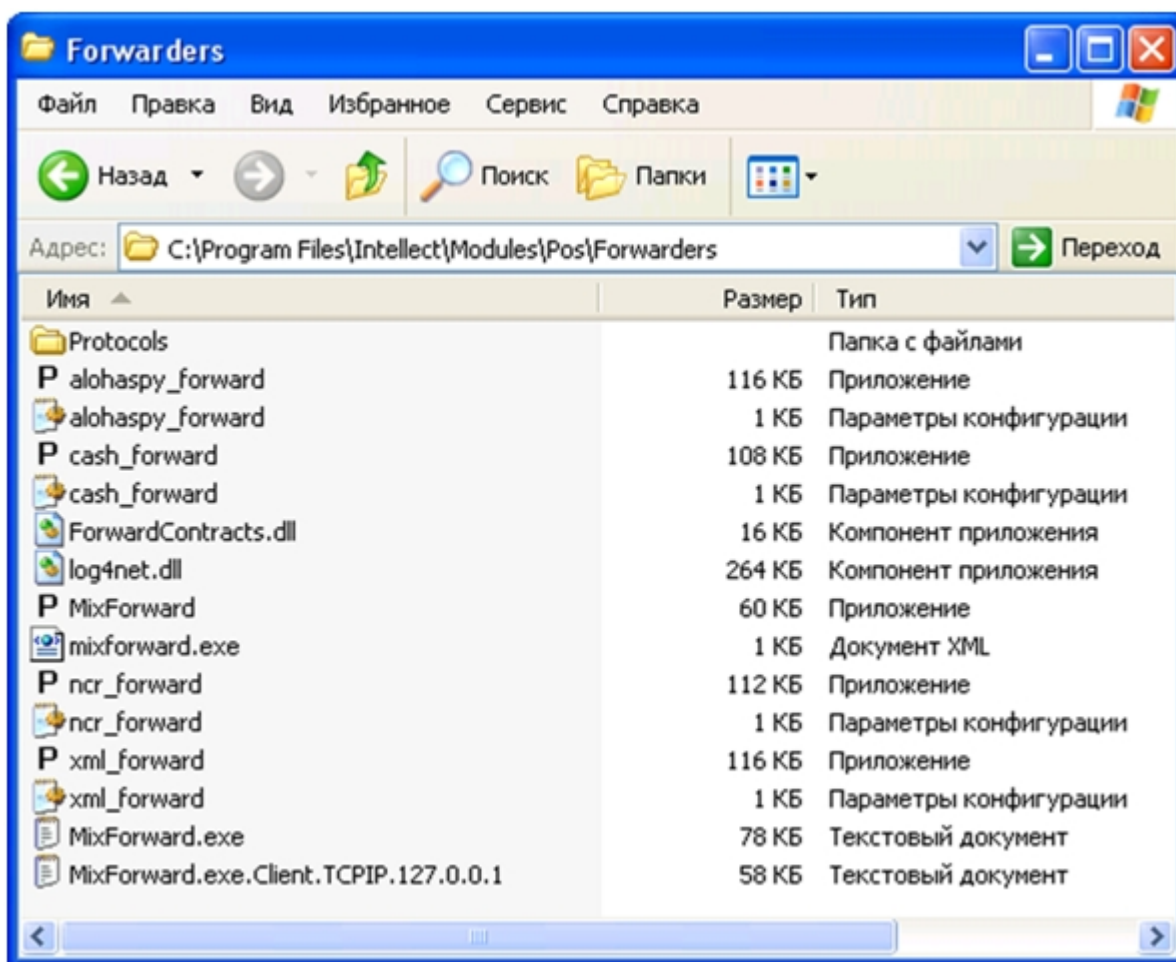 Forwarders
Файл Правка Вид Избранное Сервис Справка
Назад Поиск Папки
Адрес: C:\Program Files\Intellect\Modules\Pos\Forwarders Переход
Имя Размер Тип
Protocols Папка с файлами
P alohaspy_forward 116 КБ Приложение
alohaspy_forward 1 КБ Параметры конфигурации
P cash_forward 108 КБ Приложение
cash_forward 1 КБ Параметры конфигурации
ForwardContracts.dll 16 КБ Компонент приложения
log4net.dll 264 КБ Компонент приложения
P MixForward 60 КБ Приложение
mixforward.exe 1 КБ Документ XML
P ncr_forward 112 КБ Приложение
ncr_forward 1 КБ Параметры конфигурации
P xml_forward 116 КБ Приложение
xml_forward 1 КБ Параметры конфигурации
MixForward.exe 78 КБ Текстовый документ
MixForward.exe.Client.TCPIP.127.0.0.1 58 КБ Текстовый документ